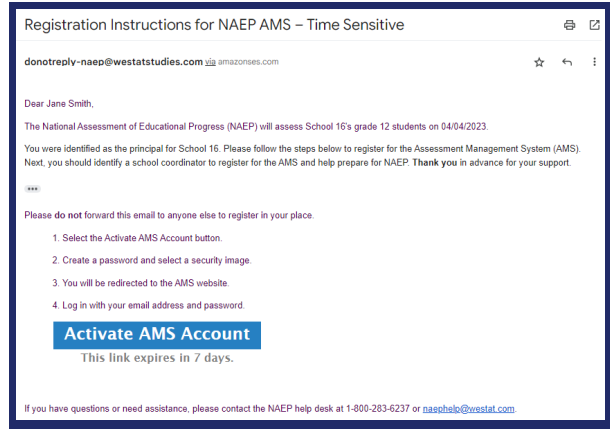 Registration Instructions for NAEP AMS – Time Sensitive
donotreply-naep@westatstudies.com via amazonses.com
Dear Jane Smith,
The National Assessment of Educational Progress (NAEP) will assess School 16's grade 12 students on 04/04/2023.
You were identified as the principal for School 16. Please follow the steps below to register for the Assessment Management System (AMS).
Next, you should identify a school coordinator to register for the AMS and help prepare for NAEP. Thank you in advance for your support.
Please do not forward this email to anyone else to register in your place.
1. Select the Activate AMS Account button.
2. Create a password and select a security image.
3. You will be redirected to the AMS website.
4. Log in with your email address and password.
Activate AMS Account
This link expires in 7 days.
If you have questions or need assistance, please contact the NAEP help desk at 1-800-283-6237 or naephelp@westat.com.